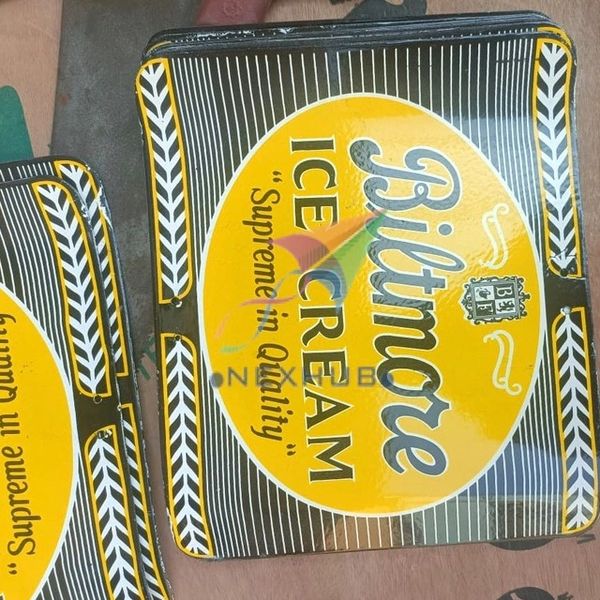 Biltmore
ICE CREAM
"Supreme in Quality"
NEXHUB
"Supreme in Quality